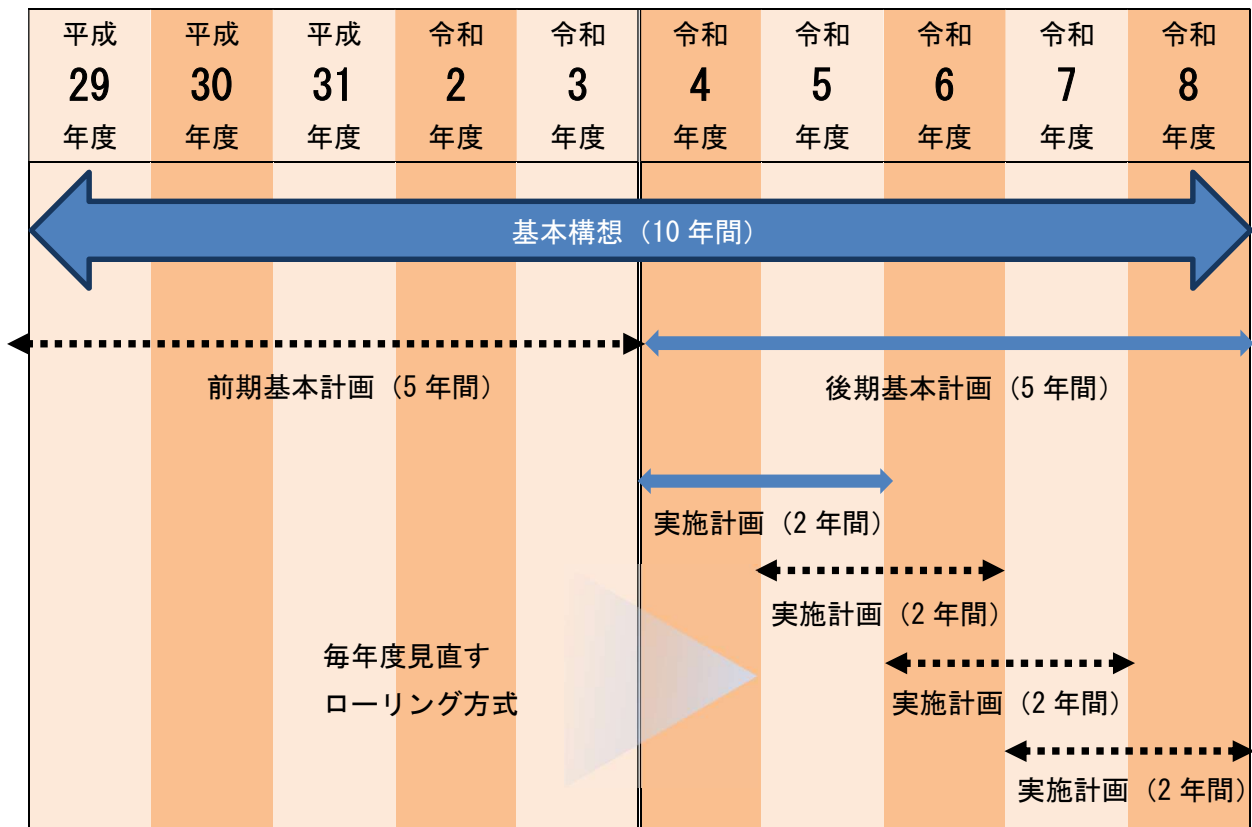 平成 平成 平成 令和 令和 令和 令和 令和 令和 令和
29 30 31 2 3 4 5 6 7 8
年度 年度 年度 年度 年度 年度 年度 年度 年度 年度
基本構想（10 年間）
前期基本計画（5 年間）
後期基本計画（5 年間）
実施計画（2 年間）
実施計画（2 年間）
毎年度見直す
ローリング方式
実施計画（2 年間）
実施計画（2 年間）